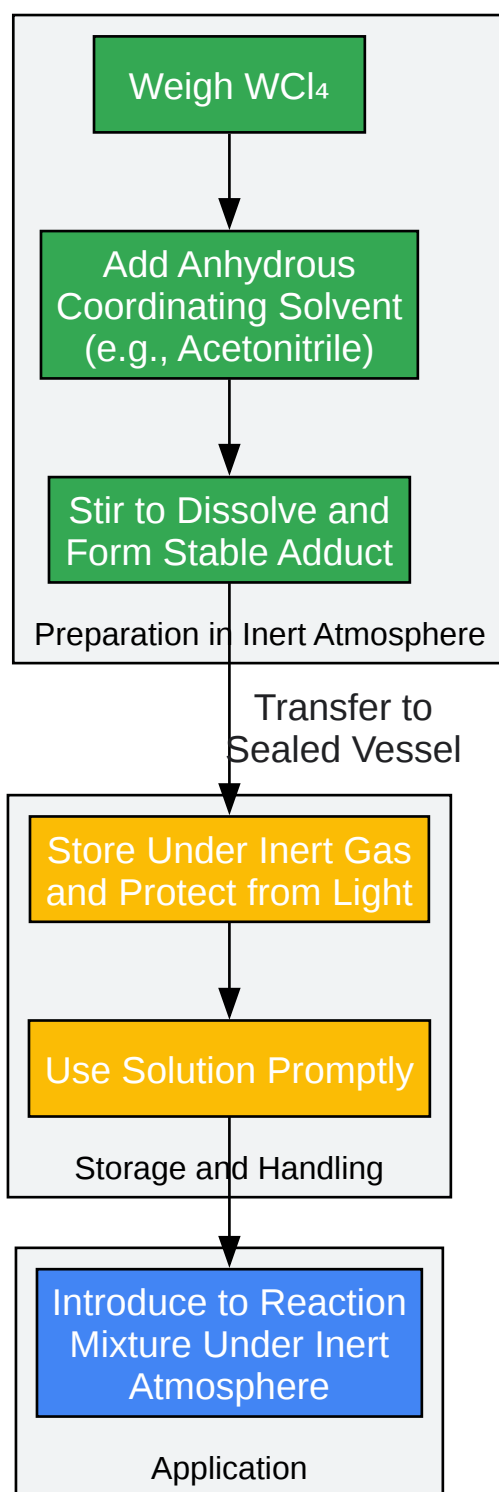 Weigh WCl₄
Add Anhydrous
Coordinating Solvent
(e.g., Acetonitrile)
Stir to Dissolve and
Form Stable Adduct
Preparation in Inert Atmosphere
Transfer to
Sealed Vessel
Store Under Inert Gas
and Protect from Light
Use Solution Promptly
Storage and Handling
Introduce to Reaction
Mixture Under Inert
Atmosphere
Application